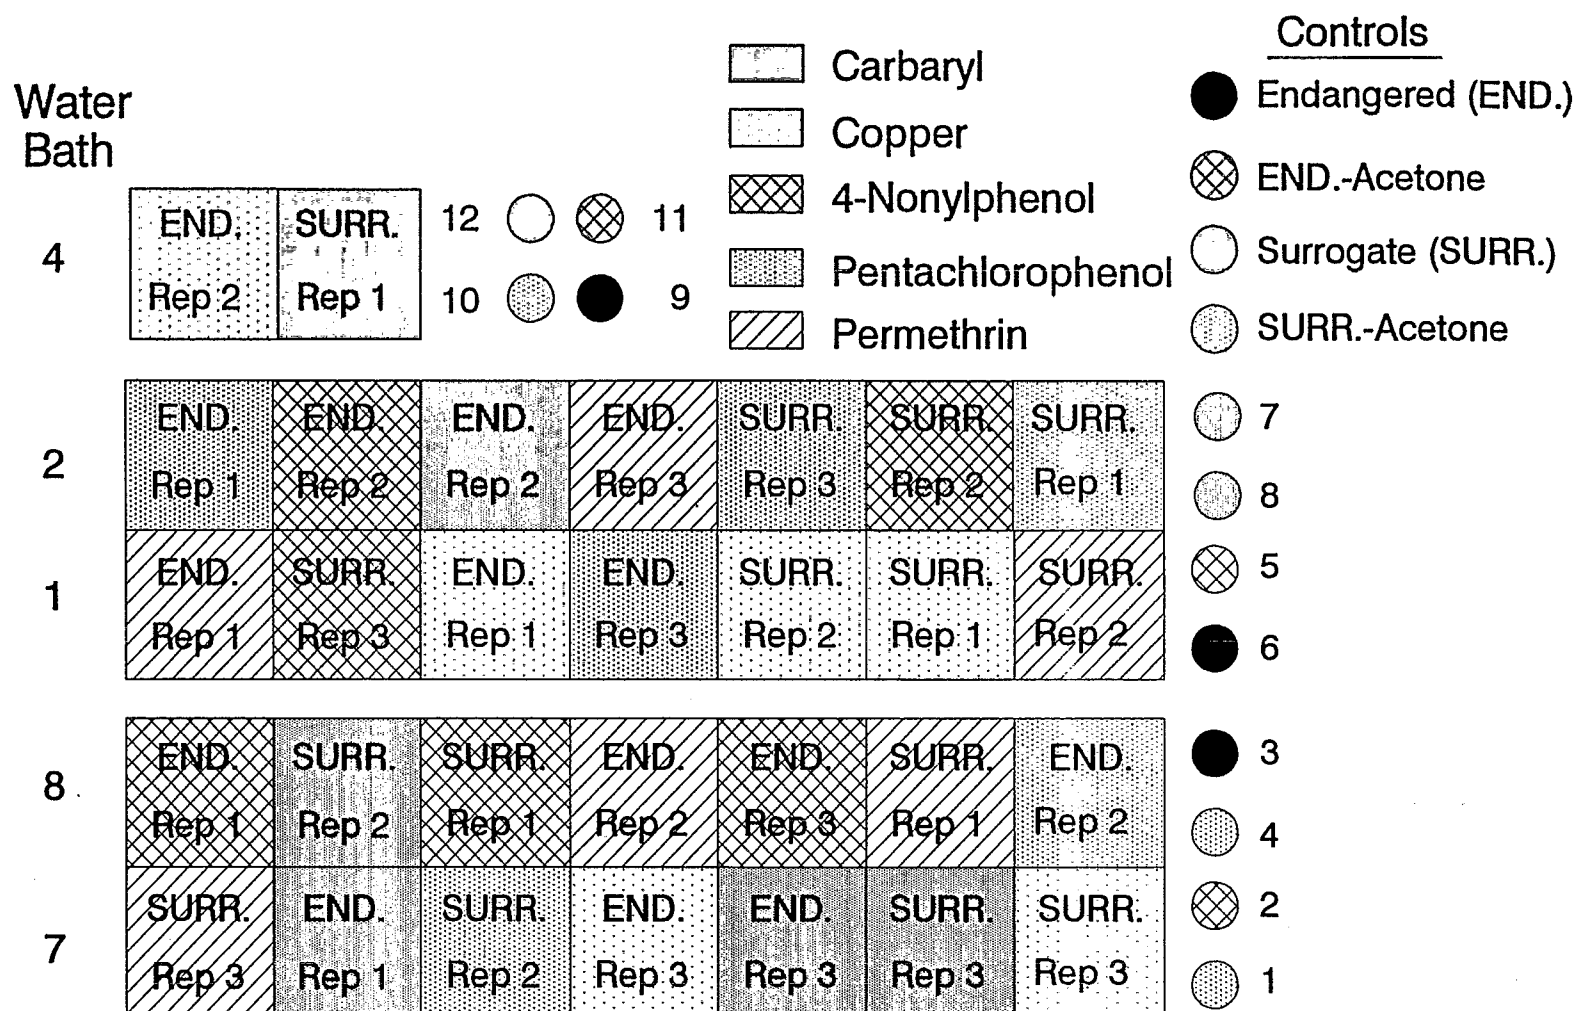 Controls
Carbaryl
Endangered (END.)
Water
Bath
Copper
4-Nonylphenol
END.-Acetone
Pentachlorophenol
Surrogate (SURR.)
Permethrin
SURR.-Acetone
4
END. SURR.
Rep 2 Rep 1
12 11
10 9
2
END. END. END. END. SURR. SURR. SURR.
Rep 1 Rep 2 Rep 2 Rep 3 Rep 3 Rep 2 Rep 1
7
8
1
END. SURR. END. END. SURR. SURR. SURR.
Rep 1 Rep 3 Rep 1 Rep 3 Rep 2 Rep 1 Rep 2
5
6
8
END. SURR. SURR. END. END. SURR. END.
Rep 1 Rep 2 Rep 1 Rep 2 Rep 3 Rep 1 Rep 2
3
4
7
SURR. END. SURR. END. END. SURR. SURR.
Rep 3 Rep 1 Rep 2 Rep 3 Rep 3 Rep 3 Rep 3
2
1